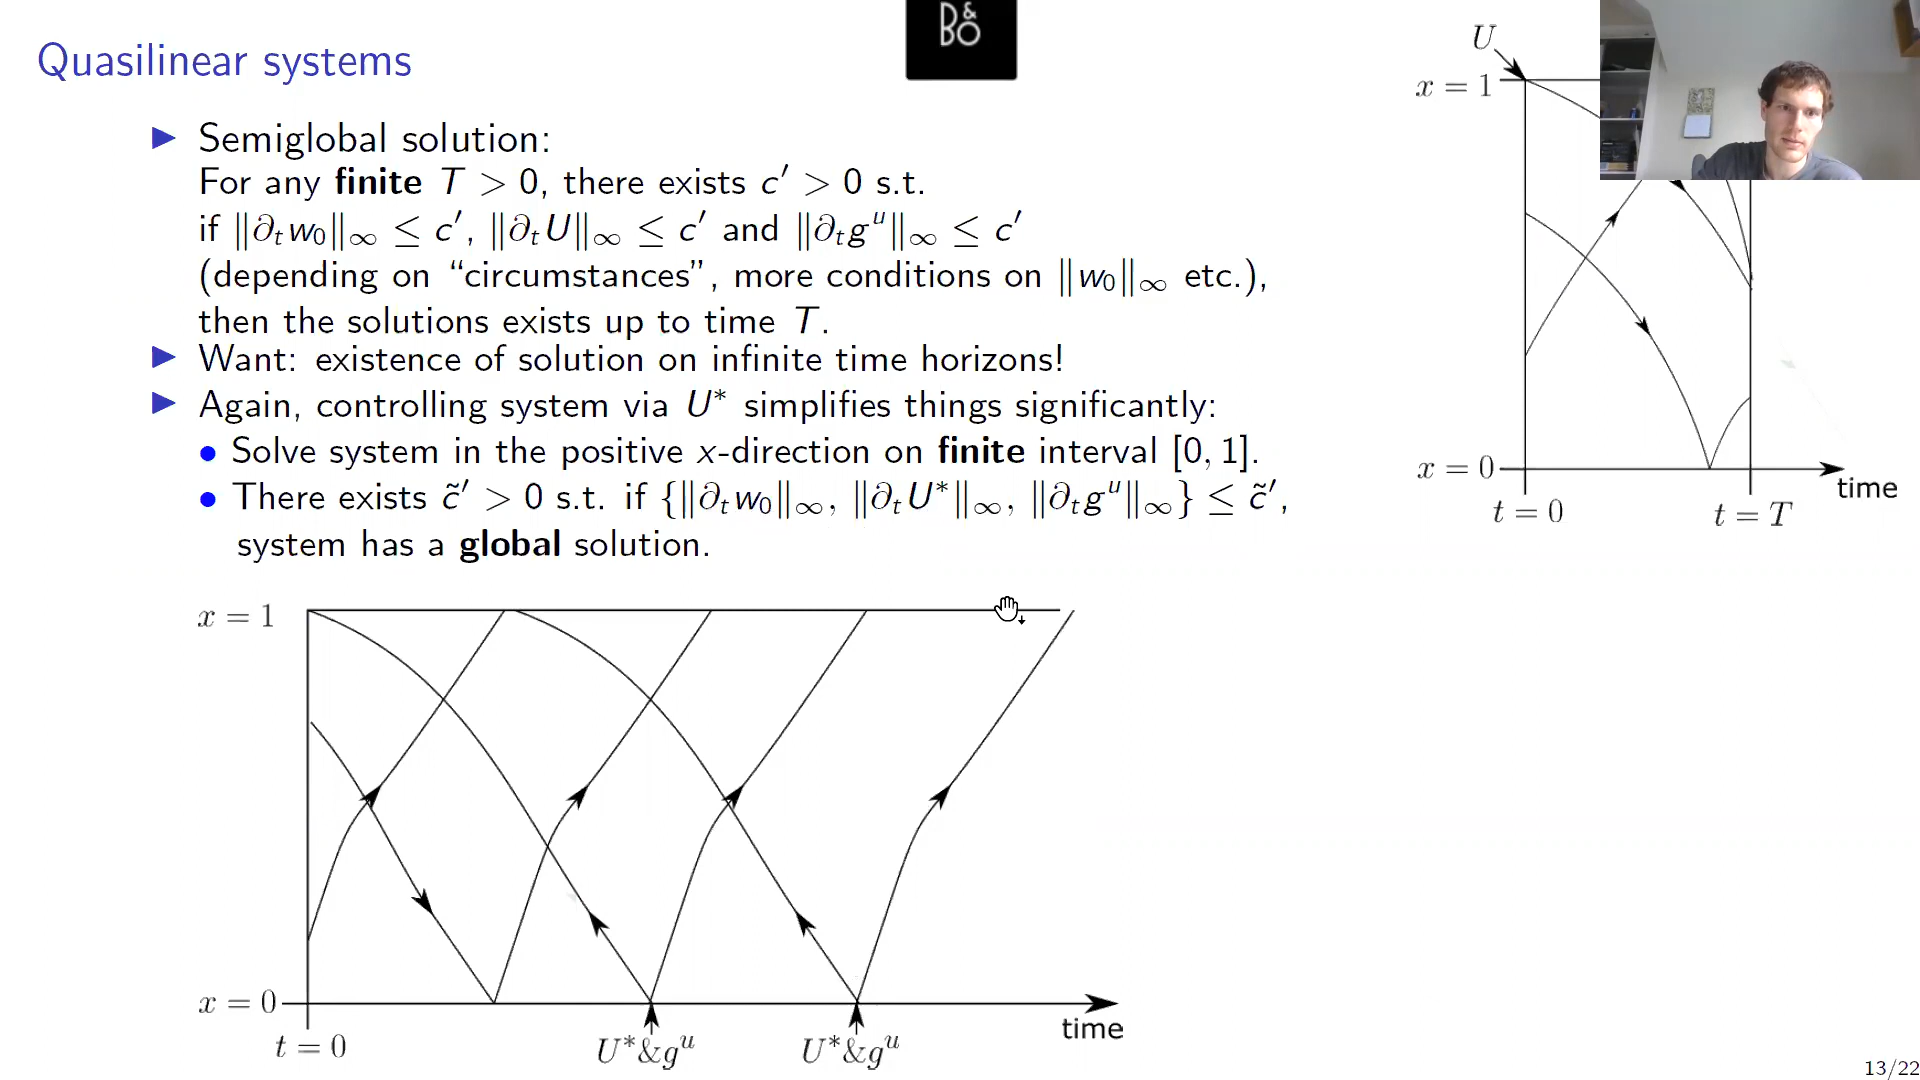 Quasilinear systems
B&O
▶ Semiglobal solution:
For any finite T > 0, there exists c′ > 0 s.t.
if ‖∂ₜw₀‖∞ ≤ c′, ‖∂ₜU‖∞ ≤ c′ and ‖∂ₜgᵘ‖∞ ≤ c′
(depending on “circumstances”, more conditions on ‖w₀‖∞ etc.),
then the solutions exists up to time T.
▶ Want: existence of solution on infinite time horizons!
▶ Again, controlling system via U* simplifies things significantly:
• Solve system in the positive x-direction on finite interval [0, 1].
• There exists c̃′ > 0 s.t. if {‖∂ₜw₀‖∞, ‖∂ₜU*‖∞, ‖∂ₜgᵘ‖∞} ≤ c̃′,
system has a global solution.
U
x = 1
x = 0
time
t = 0
t = T
x = 1
x = 0
time
t = 0
U*&gᵘ
U*&gᵘ
13/22